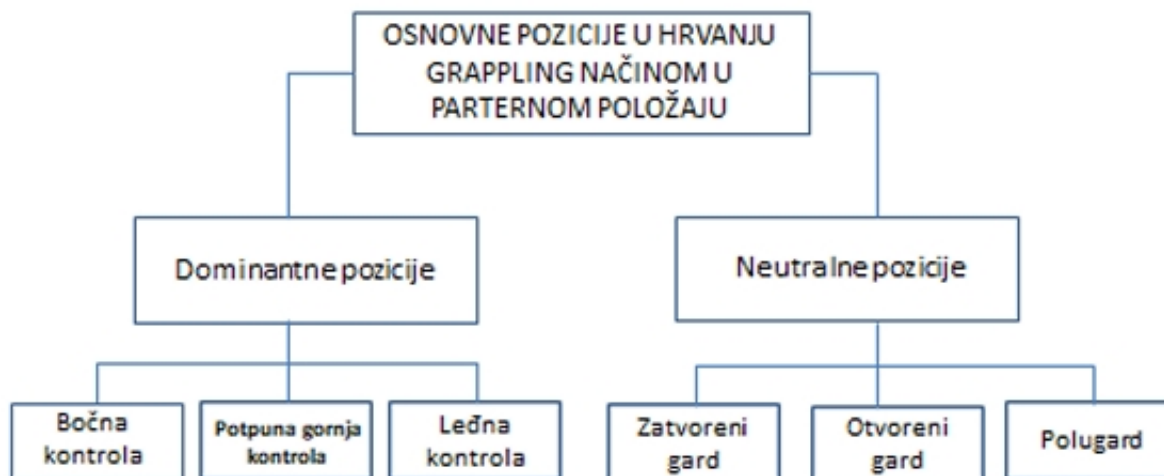 OSNOVNE POZICIJE U HRVANJU
GRAPPLING NAČINOM U
PARTERNOM POLOŽAJU
Dominantne pozicije
Neutralne pozicije
Bočna
kontrola
Potpuna gornja
kontrola
Leđna
kontrola
Zatvoreni
gard
Otvoreni
gard
Polugard